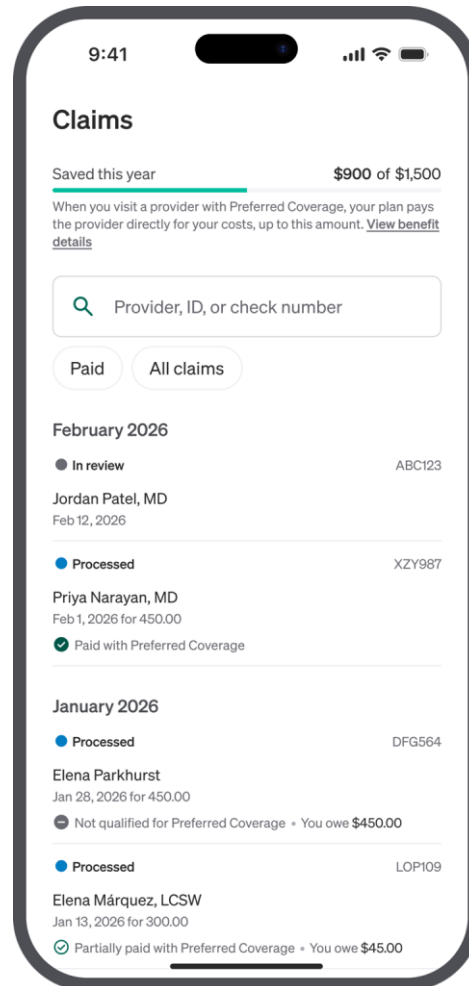 9:41
Claims
Saved this year $900 of $1,500
When you visit a provider with Preferred Coverage, your plan pays
the provider directly for your costs, up to this amount. View benefit
details
Provider, ID, or check number
Paid All claims
February 2026
In review ABC123
Jordan Patel, MD
Feb 12, 2026
Processed XZY987
Priya Narayan, MD
Feb 1, 2026 for 450.00
Paid with Preferred Coverage
January 2026
Processed DFG564
Elena Parkhurst
Jan 28, 2026 for 450.00
Not qualified for Preferred Coverage • You owe $450.00
Processed LOP109
Elena Márquez, LCSW
Jan 13, 2026 for 300.00
Partially paid with Preferred Coverage • You owe $45.00